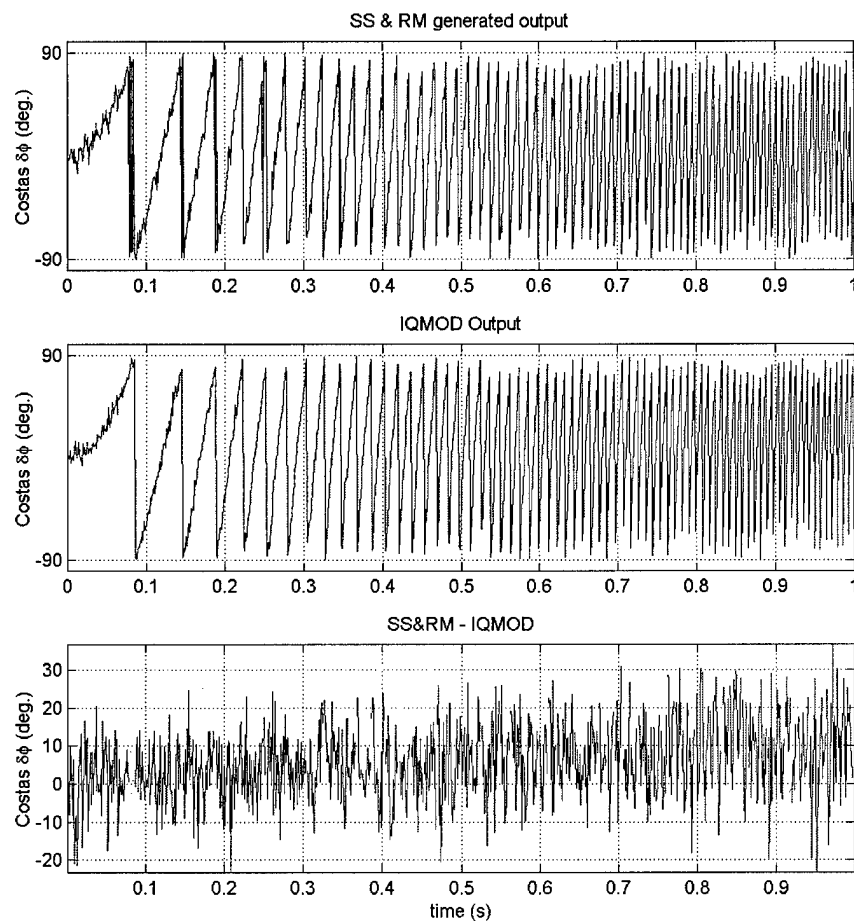 SS & RM generated output
90
Costas δϕ (deg.)
-90
0 0.1 0.2 0.3 0.4 0.5 0.6 0.7 0.8 0.9 1
IQMOD Output
90
Costas δϕ (deg.)
-90
0 0.1 0.2 0.3 0.4 0.5 0.6 0.7 0.8 0.9 1
SS&RM - IQMOD
30
20
10
0
-10
-20
Costas δϕ (deg.)
0.1 0.2 0.3 0.4 0.5 0.6 0.7 0.8 0.9 1
time (s)